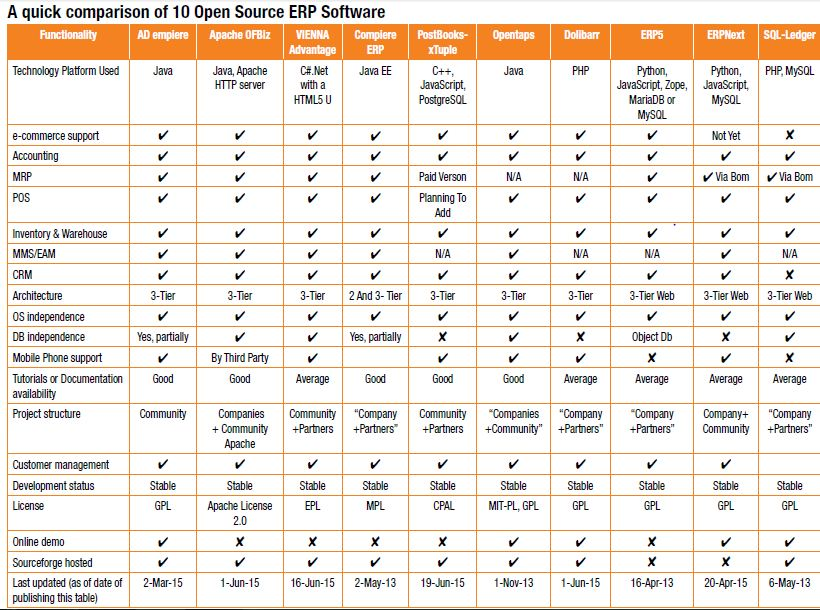 A quick comparison of 10 Open Source ERP Software
Functionality AD empiere Apache OFBiz VIENNA Advantage Compiere ERP PostBooks-xTuple Opentaps Dolibarr ERP5 ERPNext SQL-Ledger
Technology Platform Used Java Java, Apache HTTP server C#.Net with a HTML5 U Java EE C++, JavaScript, PostgreSQL Java PHP Python, JavaScript, Zope, MariaDB or MySQL Python, JavaScript, MySQL PHP, MySQL
e-commerce support ✔ ✔ ✔ ✔ ✔ ✔ ✔ ✔ Not Yet ✘
Accounting ✔ ✔ ✔ ✔ ✔ ✔ ✔ ✔ ✔ ✔
MRP ✔ ✔ ✔ ✔ Paid Verson N/A N/A ✔ ✔ Via Bom ✔ Via Bom
POS ✔ ✔ ✔ ✔ Planning To Add ✔ ✔ ✔ ✔ ✔
Inventory & Warehouse ✔ ✔ ✔ ✔ ✔ ✔ ✔ ✔ ✔ ✔
MMS/EAM ✔ ✔ ✔ ✔ N/A ✔ N/A N/A ✔ N/A
CRM ✔ ✔ ✔ ✔ ✔ ✔ ✔ ✔ ✔ ✘
Architecture 3-Tier 3-Tier 3-Tier 2 And 3- Tier 3-Tier 3-Tier 3-Tier 3-Tier Web 3-Tier Web 3-Tier Web
OS independence ✔ ✔ ✔ ✔ ✔ ✔ ✔ ✔ ✔ ✔
DB independence Yes, partially ✔ ✔ Yes, partially ✘ ✔ ✘ Object Db ✘ ✔
Mobile Phone support ✔ By Third Party ✔ ✔ ✔ ✔ ✘ ✔ ✘
Tutorials or Documentation availability Good Good Average Good Good Good Average Average Average Average
Project structure Community Companies + Community Apache Community +Partners “Company +Partners” Community +Partners “Companies +Community” “Company +Partners” “Company +Partners” Company+ Community “Company +Partners”
Customer management ✔ ✔ ✔ ✔ ✔ ✔ ✔ ✔ ✔
Development status Stable Stable Stable Stable Stable Stable Stable Stable Stable Stable
License GPL Apache License 2.0 EPL MPL CPAL MIT-PL, GPL GPL GPL GPL GPL
Online demo ✔ ✘ ✘ ✘ ✘ ✔ ✔ ✘ ✔ ✔
Sourceforge hosted ✔ ✔ ✔ ✔ ✔ ✔ ✔ ✘ ✘ ✔
Last updated (as of date of publishing this table) 2-Mar-15 1-Jun-15 16-Jun-15 2-May-13 19-Jun-15 1-Nov-13 1-Jun-15 16-Apr-13 20-Apr-15 6-May-13